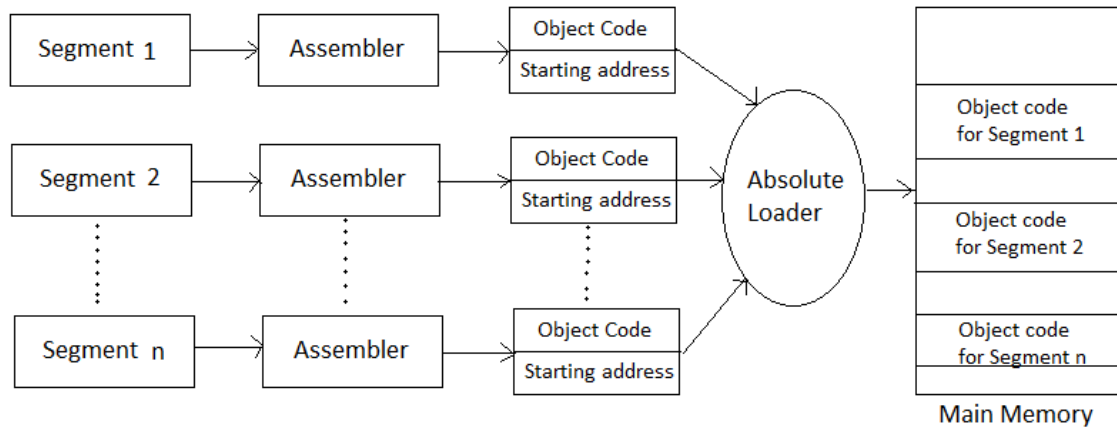 Segment 1
Assembler
Object Code
Starting address
Segment 2
Assembler
Object Code
Starting address
Segment n
Assembler
Object Code
Starting address
Absolute
Loader
Object code
for Segment 1
Object code
for Segment 2
Object code
for Segment n
Main Memory